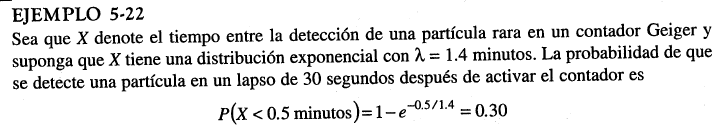 EJEMPLO 5-22
Sea que X denote el tiempo entre la detección de una partícula rara en un contador Geiger y
suponga que X tiene una distribución exponencial con λ = 1.4 minutos. La probabilidad de que
se detecte una partícula en un lapso de 30 segundos después de activar el contador es
P(X < 0.5 minutos)=1−e^{−0.5/1.4} = 0.30